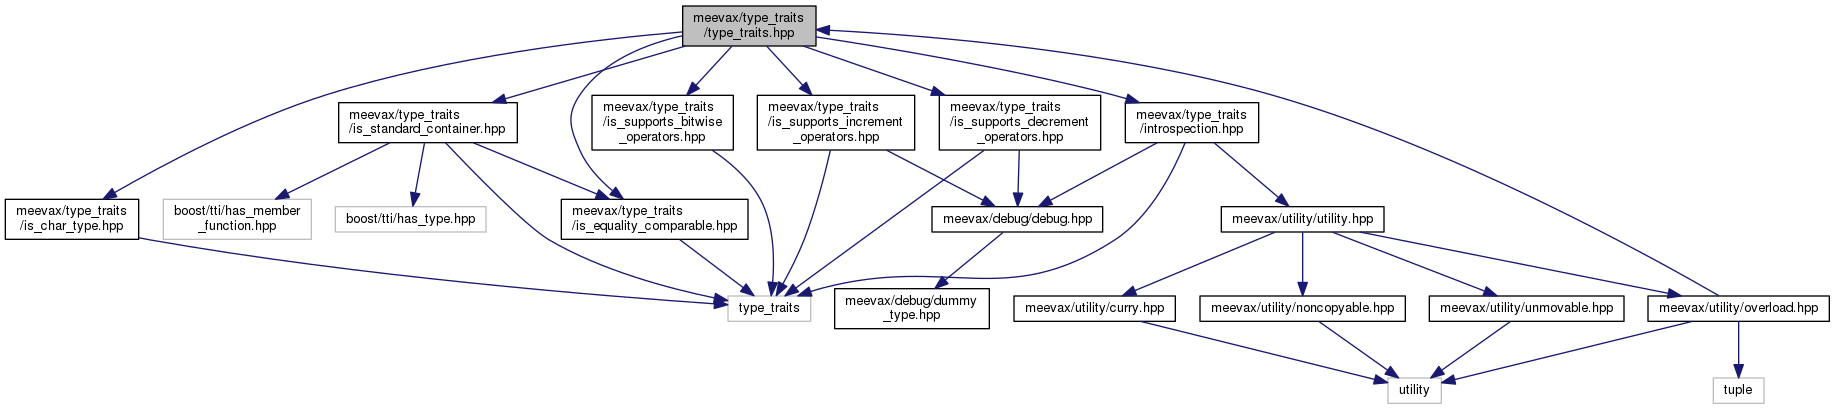 meevax/type_traits
/type_traits.hpp
meevax/type_traits
/is_standard_container.hpp
meevax/type_traits
/is_supports_bitwise
_operators.hpp
meevax/type_traits
/is_supports_increment
_operators.hpp
meevax/type_traits
/is_supports_decrement
_operators.hpp
meevax/type_traits
/introspection.hpp
meevax/type_traits
/is_char_type.hpp
boost/tti/has_member
_function.hpp
boost/tti/has_type.hpp
meevax/type_traits
/is_equality_comparable.hpp
meevax/debug/debug.hpp
meevax/utility/utility.hpp
type_traits
meevax/debug/dummy
_type.hpp
meevax/utility/curry.hpp
meevax/utility/noncopyable.hpp
meevax/utility/unmovable.hpp
meevax/utility/overload.hpp
utility
tuple